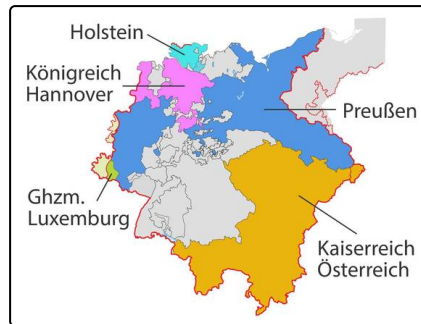 Holstein
Königreich
Hannover
Preußen
Ghzm.
Luxemburg
Kaiserreich
Österreich